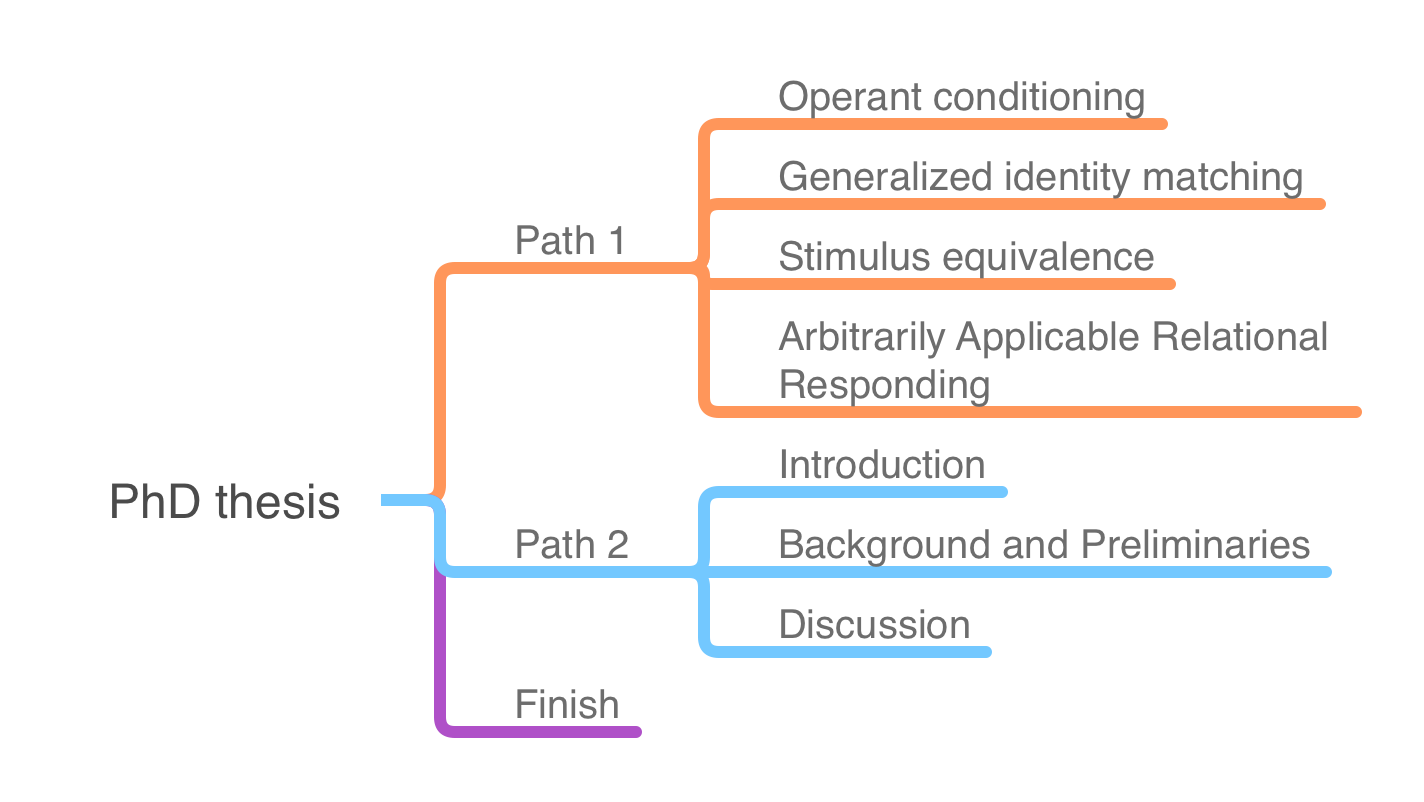 PhD thesis
Path 1
Operant conditioning
Generalized identity matching
Stimulus equivalence
Arbitrarily Applicable Relational
Responding
Path 2
Introduction
Background and Preliminaries
Discussion
Finish